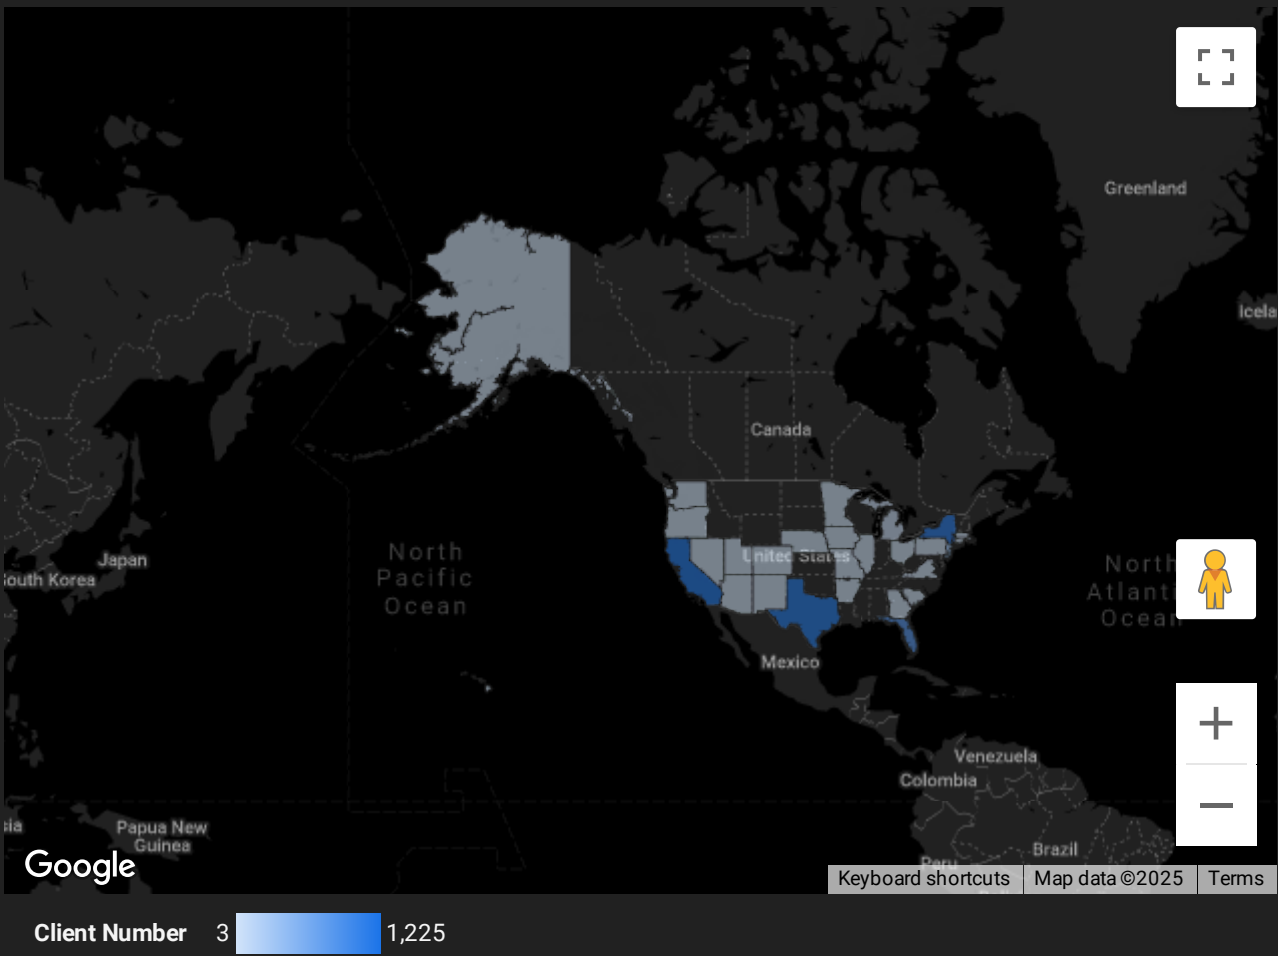 Greenland
Icela
Canada
North
Pacific
Ocean
United States
Japan
South Korea
North
Atlanti
Ocean
Mexico
Venezuela
Colombia
Papua New
Guinea
Brazil
Peru
Google
Keyboard shortcuts
Map data ©2025
Terms
Client Number
3
1,225